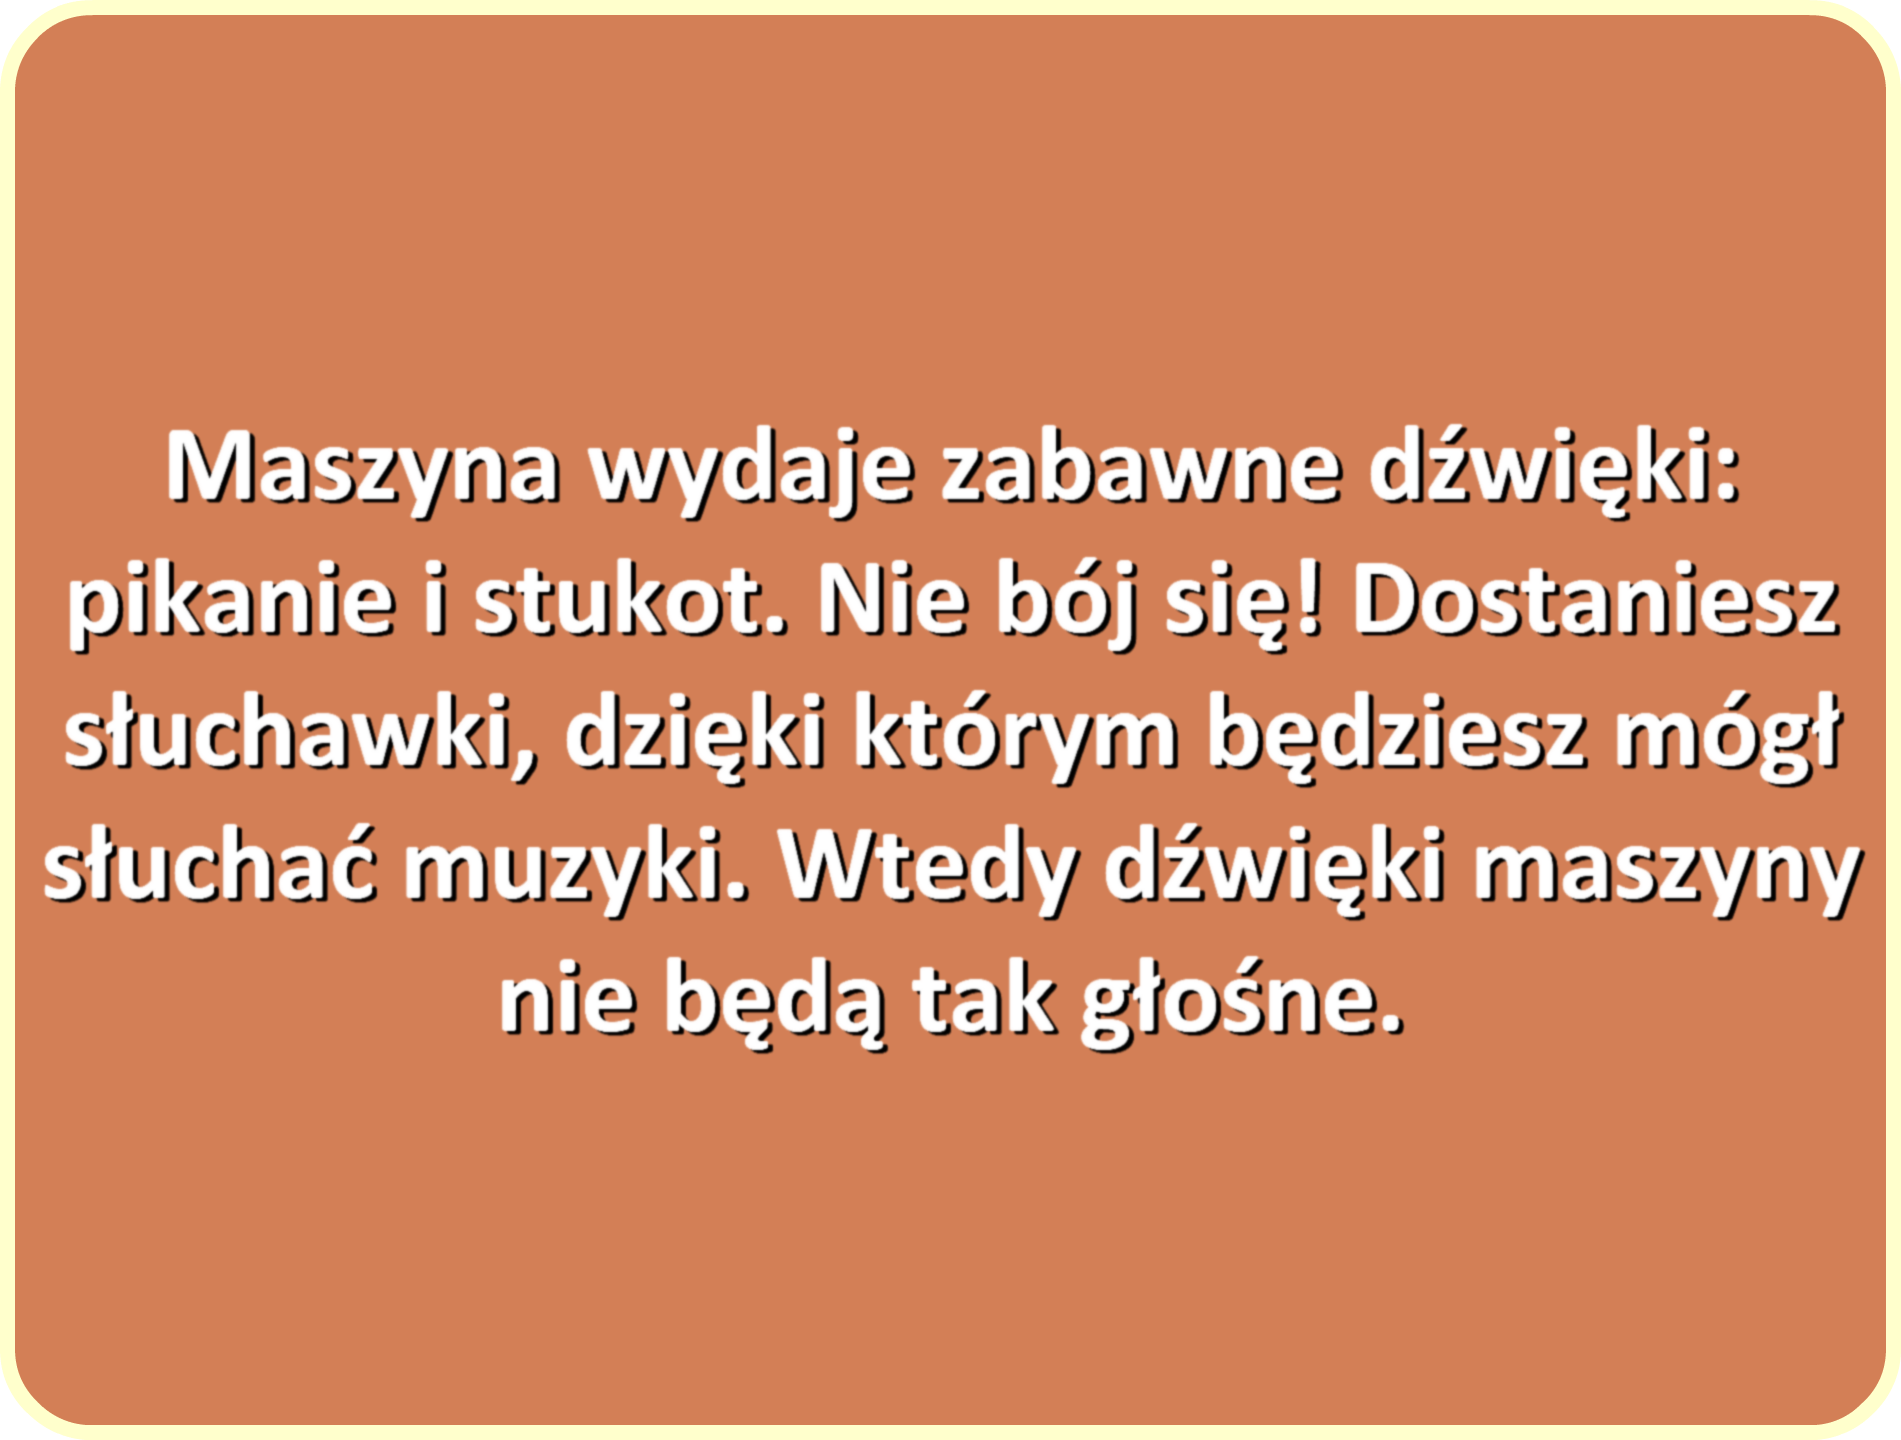 Maszyna wydaje zabawne dźwięki:
pikanie i stukot. Nie bój się! Dostaniesz
słuchawki, dzięki którym będziesz mógł
słuchać muzyki. Wtedy dźwięki maszyny
nie będą tak głośne.